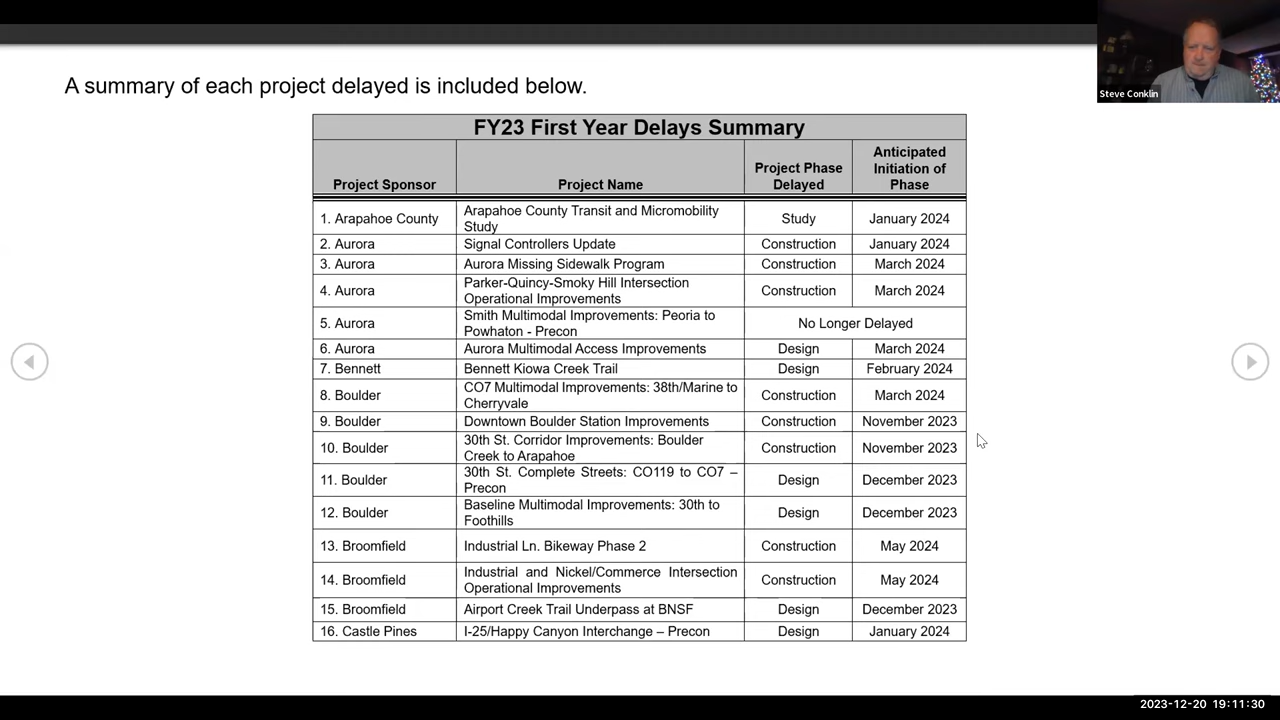 Steve Conklin
A summary of each project delayed is included below.
FY23 First Year Delays Summary
Project Sponsor
Project Name
Project Phase
Delayed
Anticipated
Initiation of
Phase
1. Arapahoe County
Arapahoe County Transit and Micromobility
Study
Study
January 2024
2. Aurora
Signal Controllers Update
Construction
January 2024
3. Aurora
Aurora Missing Sidewalk Program
Construction
March 2024
4. Aurora
Parker-Quincy-Smoky Hill Intersection
Operational Improvements
Construction
March 2024
5. Aurora
Smith Multimodal Improvements: Peoria to
Powhaton - Precon
No Longer Delayed
6. Aurora
Aurora Multimodal Access Improvements
Design
March 2024
7. Bennett
Bennett Kiowa Creek Trail
Design
February 2024
8. Boulder
CO7 Multimodal Improvements: 38th/Marine to
Cherryvale
Construction
March 2024
9. Boulder
Downtown Boulder Station Improvements
Construction
November 2023
10. Boulder
30th St. Corridor Improvements: Boulder
Creek to Arapahoe
Construction
November 2023
11. Boulder
30th St. Complete Streets: CO119 to CO7 –
Precon
Design
December 2023
12. Boulder
Baseline Multimodal Improvements: 30th to
Foothills
Design
December 2023
13. Broomfield
Industrial Ln. Bikeway Phase 2
Construction
May 2024
14. Broomfield
Industrial and Nickel/Commerce Intersection
Operational Improvements
Construction
May 2024
15. Broomfield
Airport Creek Trail Underpass at BNSF
Design
December 2023
16. Castle Pines
I-25/Happy Canyon Interchange – Precon
Design
January 2024
2023-12-20 19:11:30